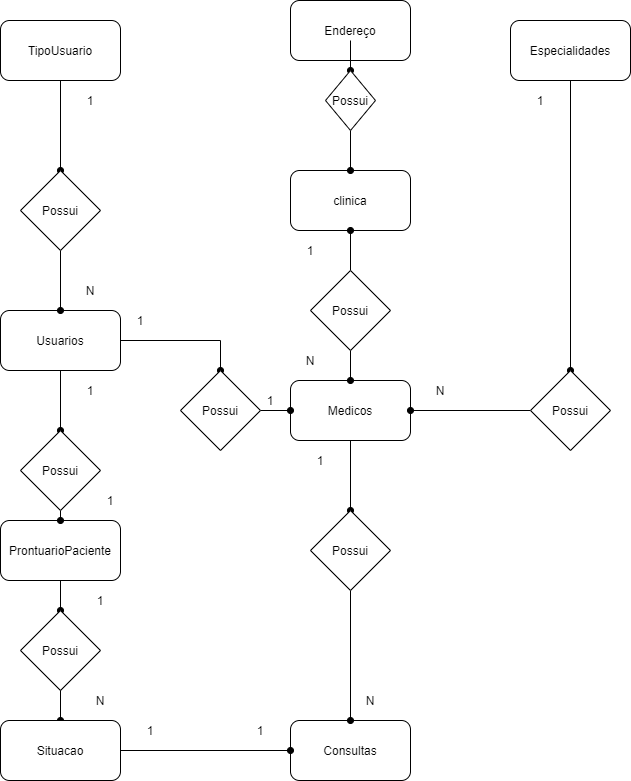 Endereço
TipoUsuario
Especialidades
1
Possui
1
clinica
Possui
1
N
Possui
1
Usuarios
N
1
N
1
Possui
Medicos
Possui
1
Possui
1
1
ProntuarioPaciente
Possui
1
Possui
N
N
1
1
Situacao
Consultas